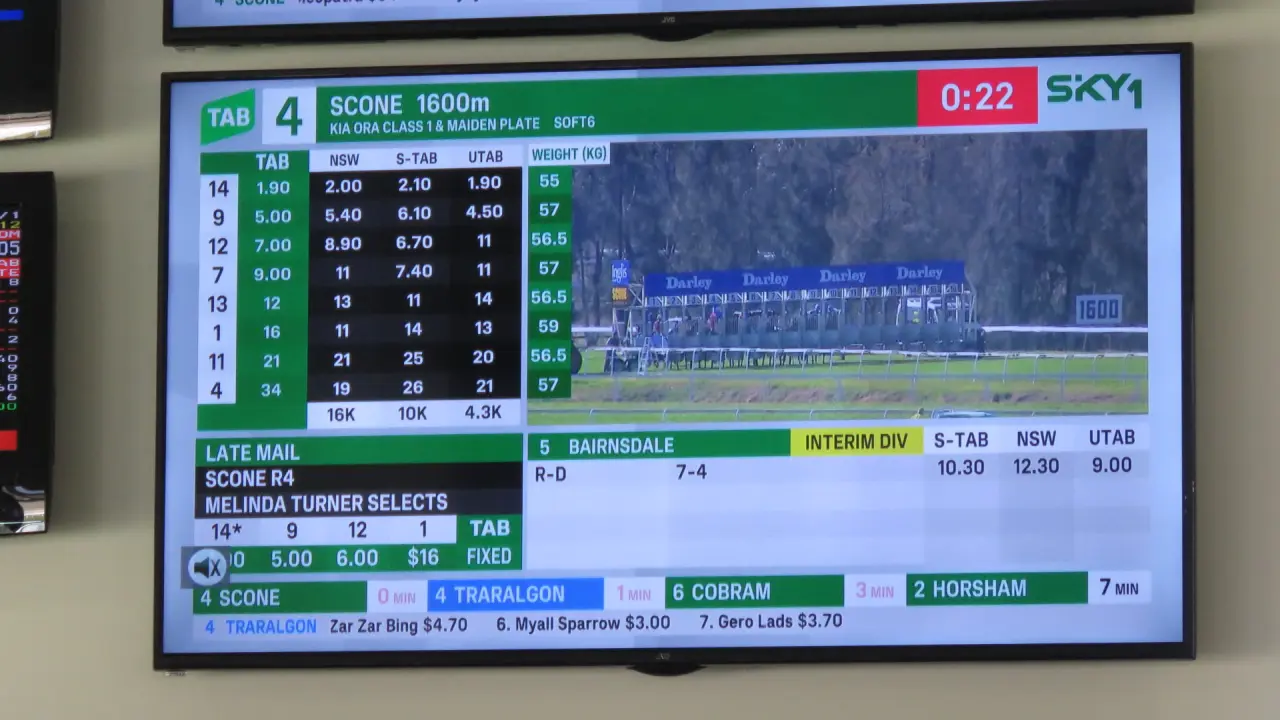 4 SCONE
JVC
TAB 4 SCONE 1600m 0:22 SKY1
KIA ORA CLASS 1 & MAIDEN PLATE SOFT6
TAB NSW S-TAB UTAB WEIGHT (KG)
14 1.90 2.00 2.10 1.90 55
9 5.00 5.40 6.10 4.50 57
12 7.00 8.90 6.70 11 56.5
7 9.00 11 7.40 11 57
13 12 13 11 14 56.5
1 16 11 14 13 59
11 21 21 25 20 56.5
4 34 19 26 21 57
16K 10K 4.3K
Inglis Darley Darley Darley Darley
SCONE
1600
LATE MAIL
SCONE R4
MELINDA TURNER SELECTS
14* 9 12 1 TAB
5.00 6.00 $16 FIXED
5 BAIRNSDALE INTERIM DIV S-TAB NSW UTAB
R-D 7-4 10.30 12.30 9.00
4 SCONE 0 MIN 4 TRARALGON 1 MIN 6 COBRAM 3 MIN 2 HORSHAM 7 MIN
4 TRARALGON Zar Zar Bing $4.70 6. Myall Sparrow $3.00 7. Gero Lads $3.70
JVC